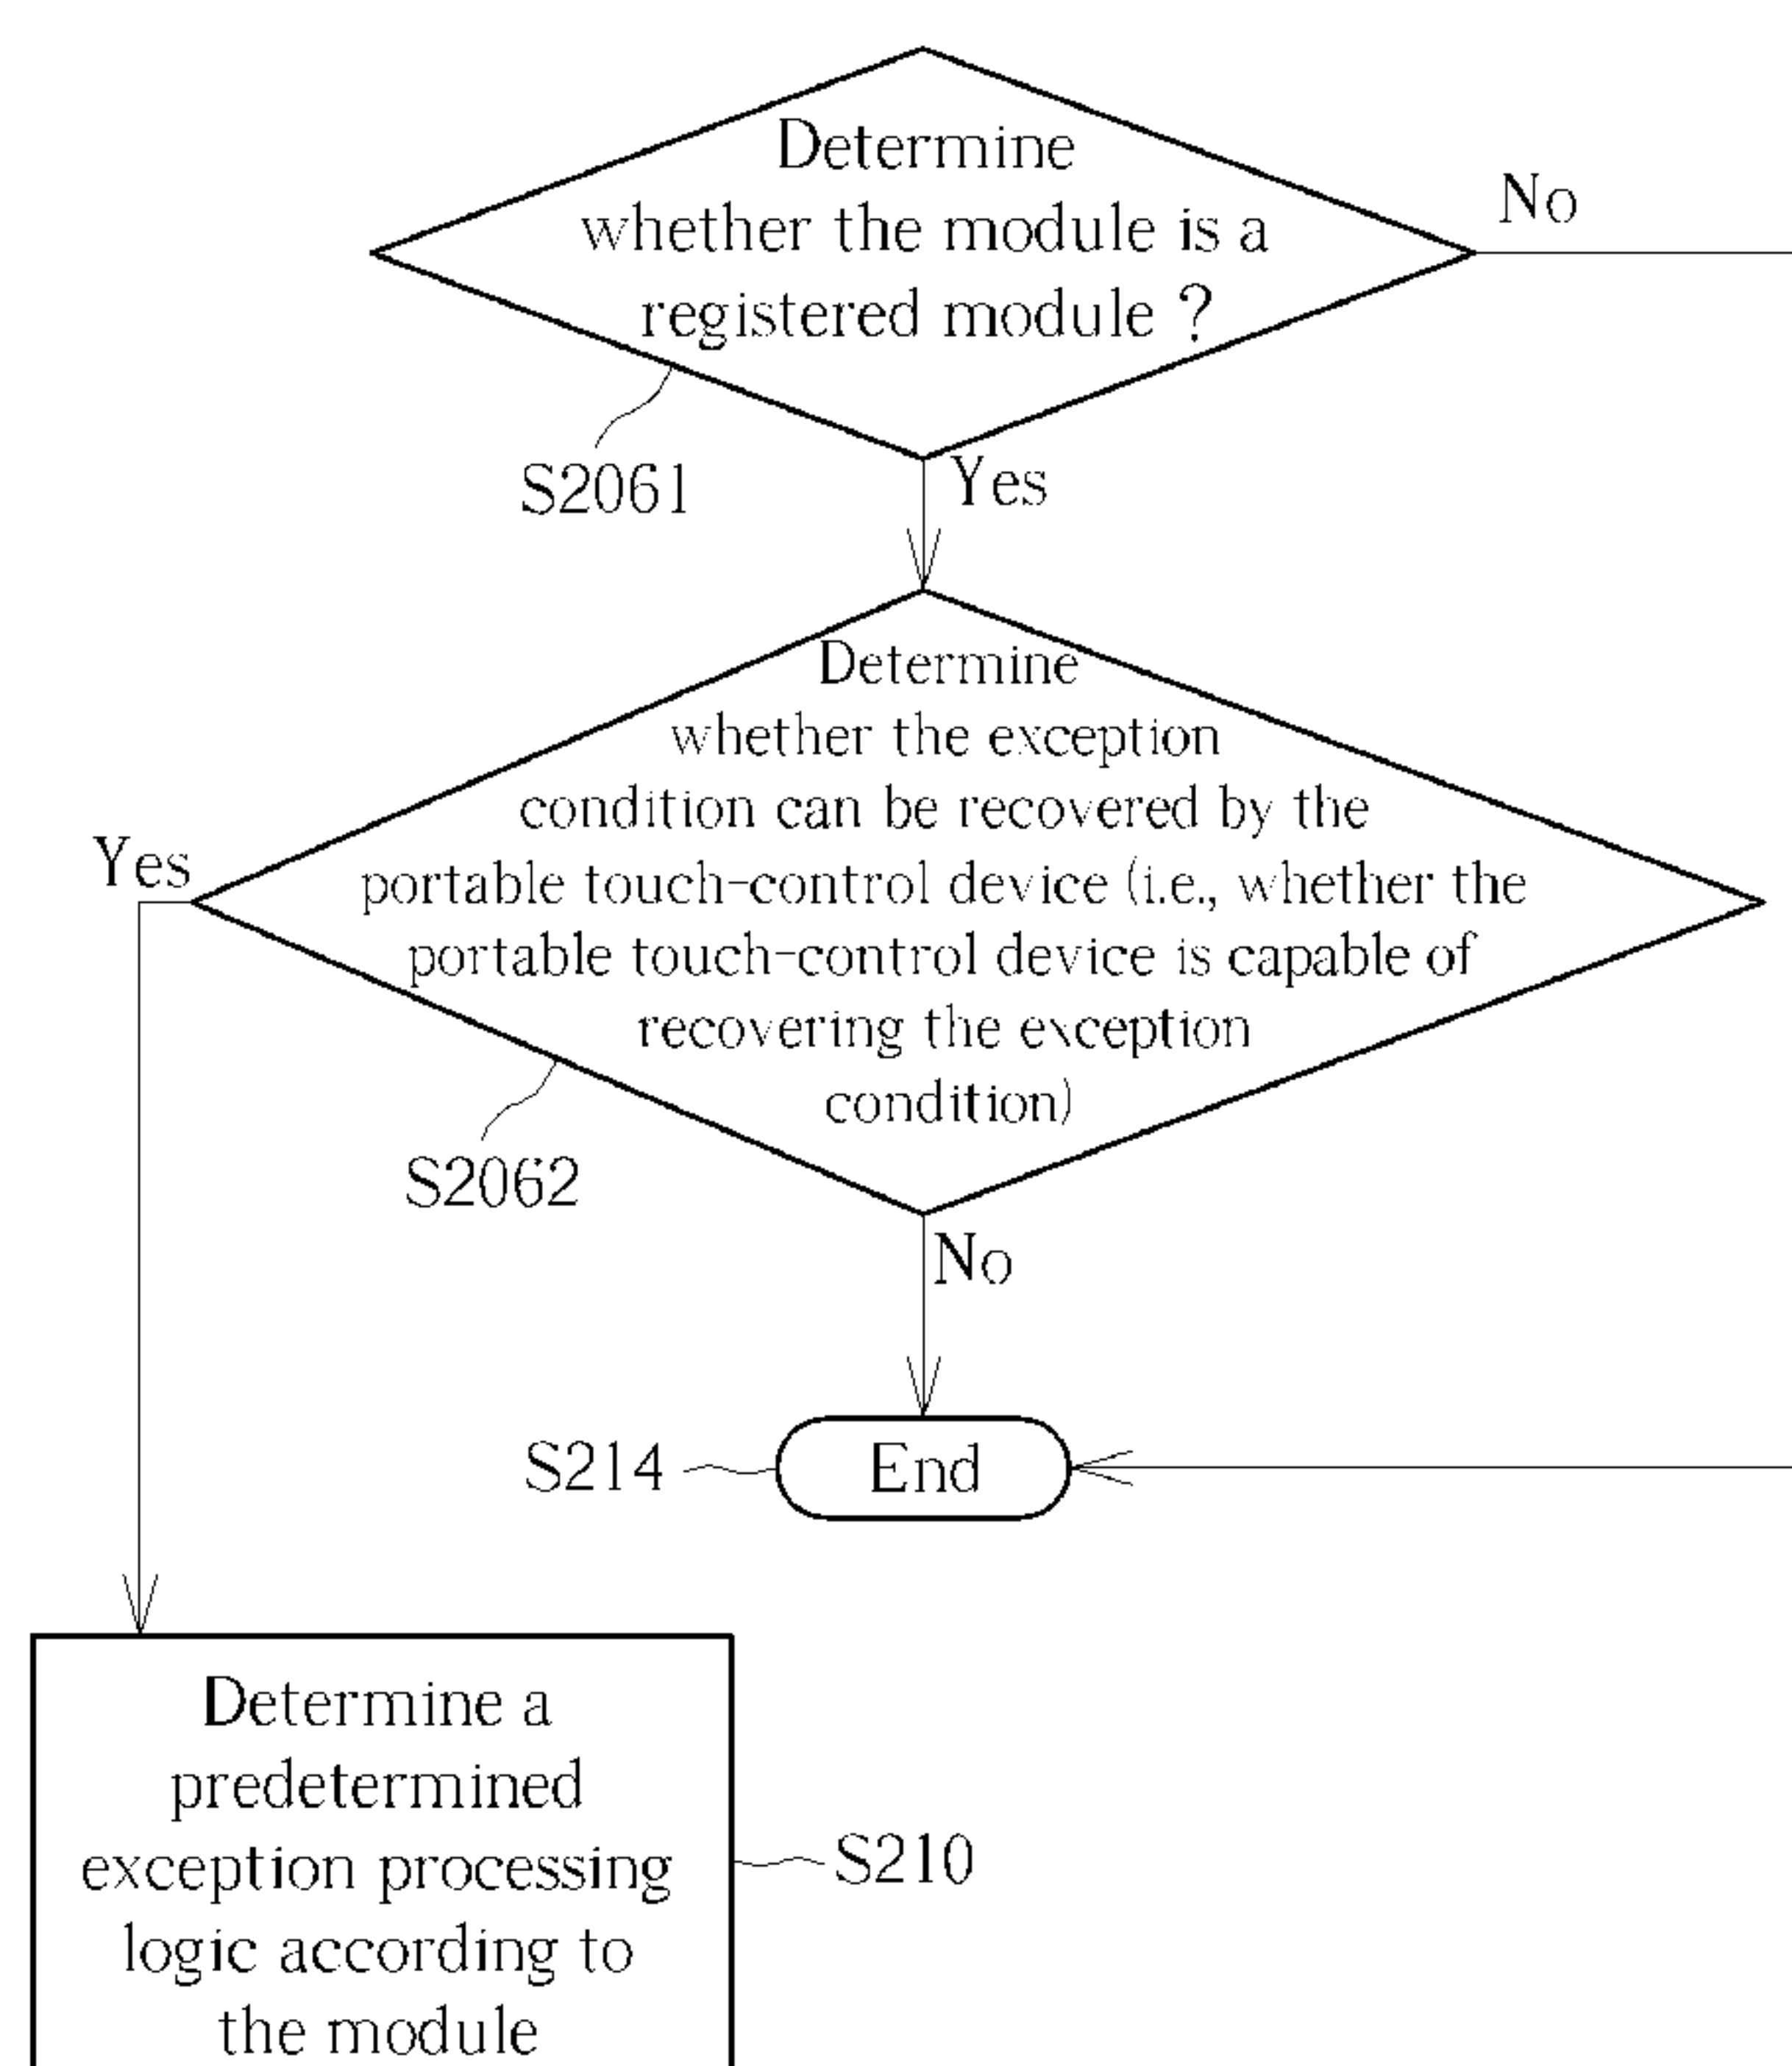 Determine
whether the module is a
registered module ?
No
S2061
Yes
Determine
whether the exception
condition can be recovered by the
portable touch-control device (i.e., whether the
portable touch-control device is capable of
recovering the exception
condition)
Yes
S2062
No
S214
End
Determine a
predetermined
exception processing
logic according to
the module
S210